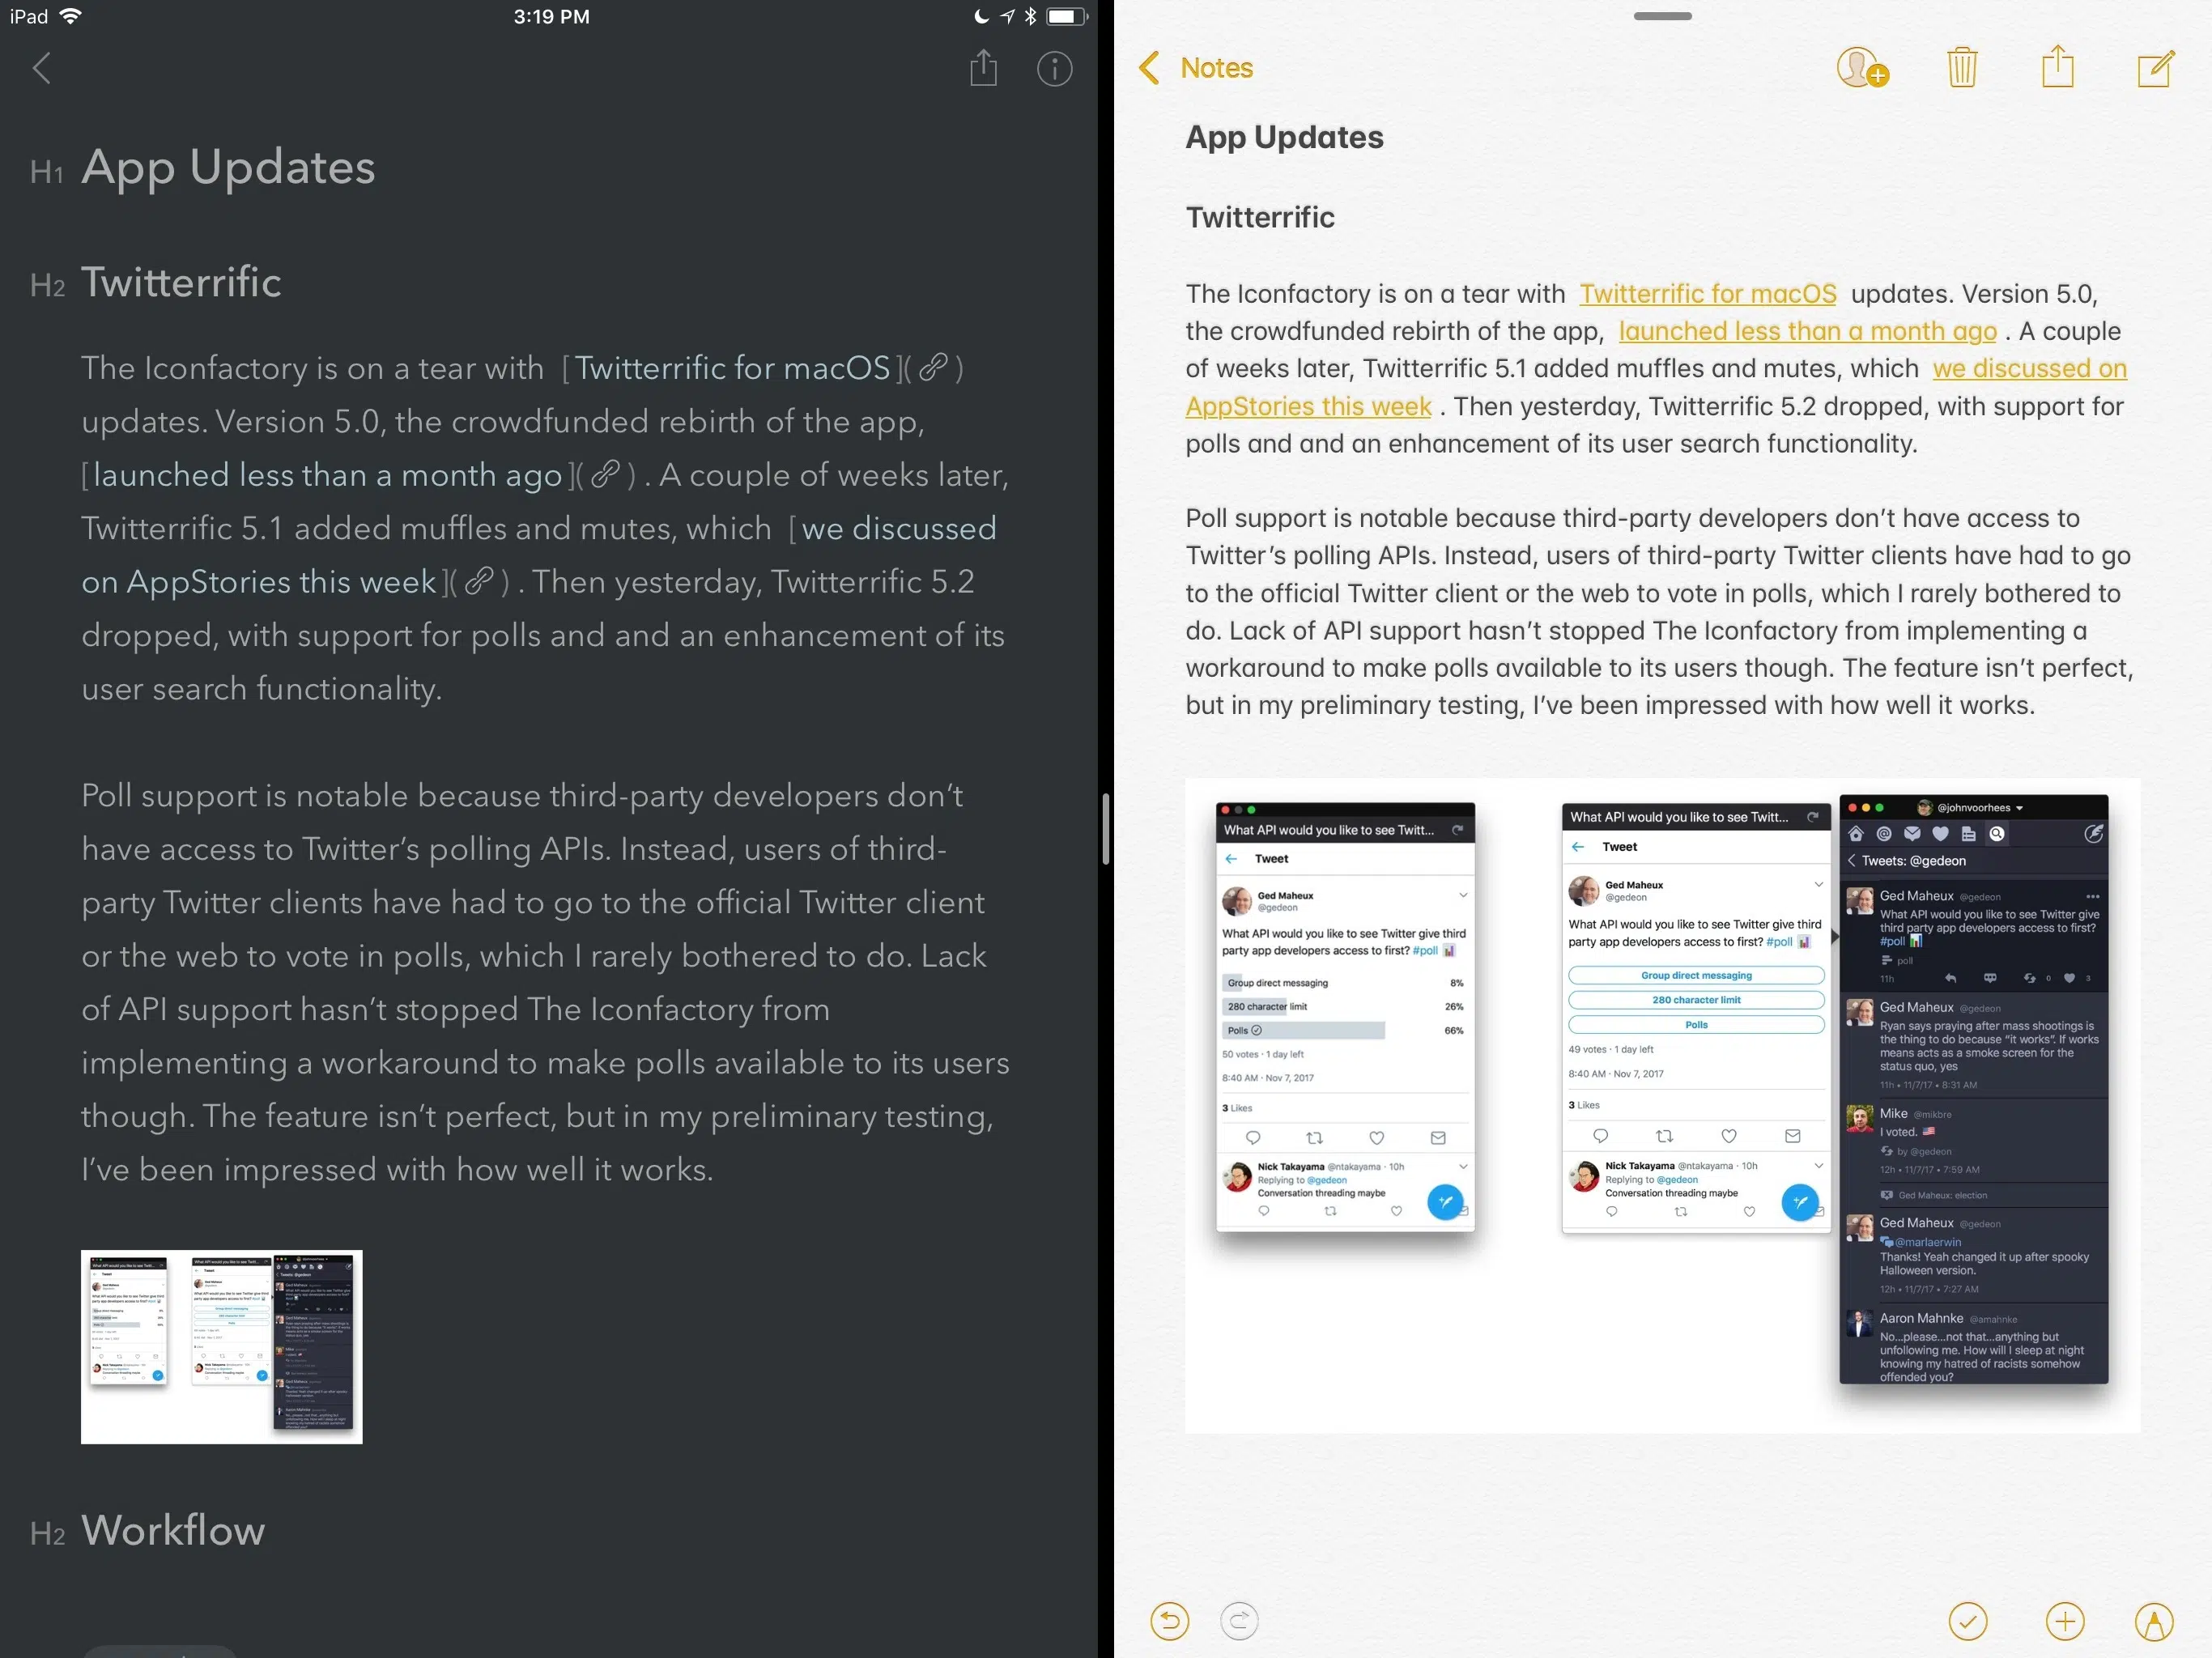 iPad
3:19 PM
H1 App Updates
H2 Twitterrific
The Iconfactory is on a tear with [Twitterrific for macOS]()
updates. Version 5.0, the crowdfunded rebirth of the app,
[launched less than a month ago](). A couple of weeks later,
Twitterrific 5.1 added muffles and mutes, which [we discussed
on AppStories this week](). Then yesterday, Twitterrific 5.2
dropped, with support for polls and and an enhancement of its
user search functionality.
Poll support is notable because third-party developers don’t
have access to Twitter’s polling APIs. Instead, users of third-
party Twitter clients have had to go to the official Twitter client
or the web to vote in polls, which I rarely bothered to do. Lack
of API support hasn’t stopped The Iconfactory from
implementing a workaround to make polls available to its users
though. The feature isn’t perfect, but in my preliminary testing,
I’ve been impressed with how well it works.
H2 Workflow
Notes
App Updates
Twitterrific
The Iconfactory is on a tear with Twitterrific for macOS updates. Version 5.0,
the crowdfunded rebirth of the app, launched less than a month ago . A couple
of weeks later, Twitterrific 5.1 added muffles and mutes, which we discussed on
AppStories this week . Then yesterday, Twitterrific 5.2 dropped, with support for
polls and and an enhancement of its user search functionality.
Poll support is notable because third-party developers don’t have access to
Twitter’s polling APIs. Instead, users of third-party Twitter clients have had to go
to the official Twitter client or the web to vote in polls, which I rarely bothered to
do. Lack of API support hasn’t stopped The Iconfactory from implementing a
workaround to make polls available to its users though. The feature isn’t perfect,
but in my preliminary testing, I’ve been impressed with how well it works.
What API would you like to see Twitt...
Tweet
Ged Maheux
@gedeon
What API would you like to see Twitter give third
party app developers access to first? #poll 📊
Group direct messaging 8%
280 character limit 26%
Polls 66%
50 votes · 1 day left
8:40 AM · Nov 7, 2017
3 Likes
Nick Takayama @ntakayama · 10h
Replying to @gedeon
Conversation threading maybe
What API would you like to see Twitt...
Tweet
Ged Maheux
@gedeon
What API would you like to see Twitter give third
party app developers access to first? #poll 📊
Group direct messaging
280 character limit
Polls
49 votes · 1 day left
8:40 AM · Nov 7, 2017
3 Likes
Nick Takayama @ntakayama · 10h
Replying to @gedeon
Conversation threading maybe
@johnvoorhees
Tweets: @gedeon
Ged Maheux @gedeon
What API would you like to see Twitter give
third party app developers access to first?
#poll 📊
poll
11h 0 3
Ged Maheux @gedeon
Ryan says praying after mass shootings is
the thing to do because "it works". If works
means acts as a smoke screen for the
status quo, yes
11h • 11/7/17 • 8:31 AM
Mike @mikbre
I voted. 🇺🇸
by @gedeon
12h • 11/7/17 • 7:59 AM
Ged Maheux: election
Ged Maheux @gedeon
@marlaerwin
Thanks! Yeah changed it up after spooky
Halloween version.
12h • 11/7/17 • 7:27 AM
Aaron Mahnke @amahnke
No...please...not that...anything but
unfollowing me. How will I sleep at night
knowing my hatred of racists somehow
offended you?